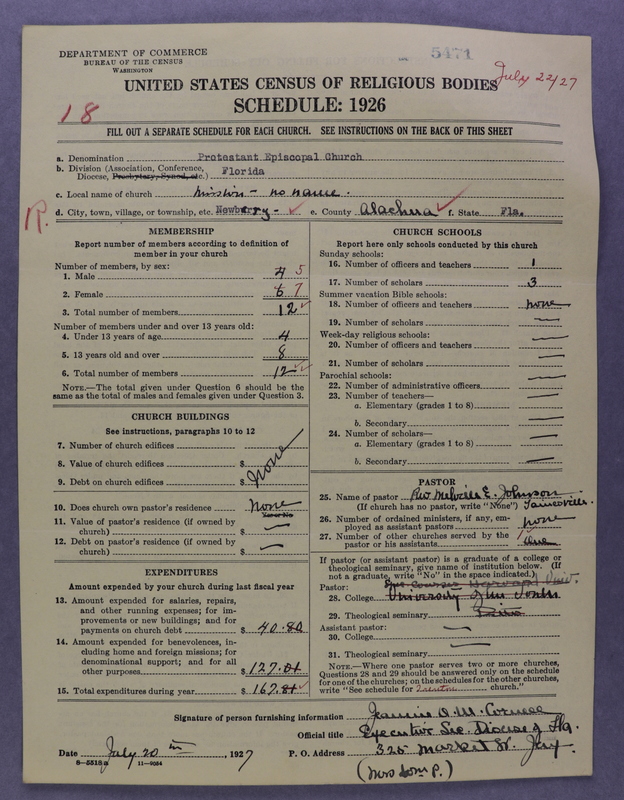 DEPARTMENT OF COMMERCE
BUREAU OF THE CENSUS
WASHINGTON
5471
July 22/27
UNITED STATES CENSUS OF RELIGIOUS BODIES
SCHEDULE: 1926
18
FILL OUT A SEPARATE SCHEDULE FOR EACH CHURCH. SEE INSTRUCTIONS ON THE BACK OF THIS SHEET
a. Denomination Protestant Episcopal Church
b. Division (Association, Conference, Diocese, Presbytery, Synod, etc.) Florida
c. Local name of church Mission - no name.
R.
d. City, town, village, or township, etc. Newberry - e. County Alachua f. State Fla.
MEMBERSHIP
Report number of members according to definition of
member in your church
Number of members, by sex:
1. Male 4 5
2. Female 6 7
3. Total number of members 12
Number of members under and over 13 years old:
4. Under 13 years of age 4
5. 13 years old and over 8
6. Total number of members 12
NOTE.—The total given under Question 6 should be
same as the total of males and females given under Question 3.
CHURCH BUILDINGS
See instructions, paragraphs 10 to 12
7. Number of church edifices
8. Value of church edifices $
9. Debt on church edifices $ None
10. Does church own pastor's residence? None
Yes or No
11. Value of pastor's residence (if owned by
church) $ —
12. Debt on pastor's residence (if owned by
church) $ —
EXPENDITURES
Amount expended by your church during last fiscal year
13. Amount expended for salaries, repairs,
and other running expenses; for im-
provements or new buildings; and for
payments on church debt $ 40.80
14. Amount expended for benevolences, in-
cluding home and foreign missions; for
denominational support; and for all
other purposes $ 127.01
15. Total expenditures during year $ 167.81
CHURCH SCHOOLS
Report here only schools conducted by this church
Sunday schools:
16. Number of officers and teachers 1
17. Number of scholars 3
Summer vacation Bible schools:
18. Number of officers and teachers none
19. Number of scholars —
Week-day religious schools:
20. Number of officers and teachers —
21. Number of scholars —
Parochial schools:
22. Number of administrative officers —
23. Number of teachers—
a. Elementary (grades 1 to 8) —
b. Secondary —
24. Number of scholars—
a. Elementary (grades 1 to 8) —
b. Secondary —
PASTOR
25. Name of pastor Rev Melville E. Johnson
(If church has no pastor, write "None") Gainesville.
26. Number of ordained ministers, if any, em-
ployed as assistant pastors none
27. Number of other churches served by the
pastor or his assistants One
If pastor (or assistant pastor) is a graduate of a college or
theological seminary, give name of institution below. (If
not a graduate, write "No" in the space indicated.)
Pastor: Harvard Univ.
28. College University of
29. Theological seminary
Assistant pastor:
30. College —
31. Theological seminary —
NOTE.—Where one pastor serves two or more churches,
Questions 28 and 29 should be answered only on the schedule
for one of the churches; on the schedules for the other churches,
write "See schedule for Trenton church."
Signature of person furnishing information
Official title Executive Sec. Diocese of Fla.
Date July 20th, 1927
P. O. Address 325 Market St. Jax.
8—5518a 11—9054